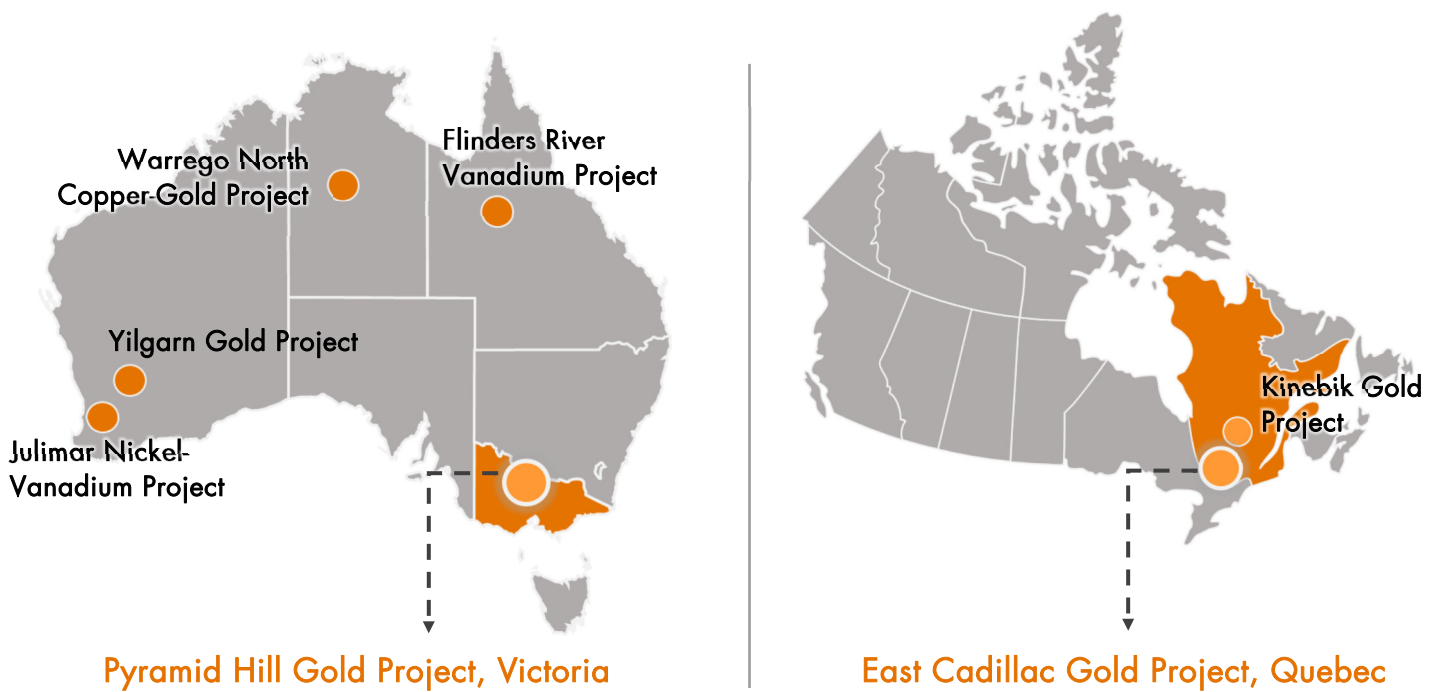 Warrego North
Copper-Gold Project
Flinders River
Vanadium Project
Yilgarn Gold Project
Julimar Nickel-
Vanadium Project
Pyramid Hill Gold Project, Victoria
Kinebik Gold
Project
East Cadillac Gold Project, Quebec